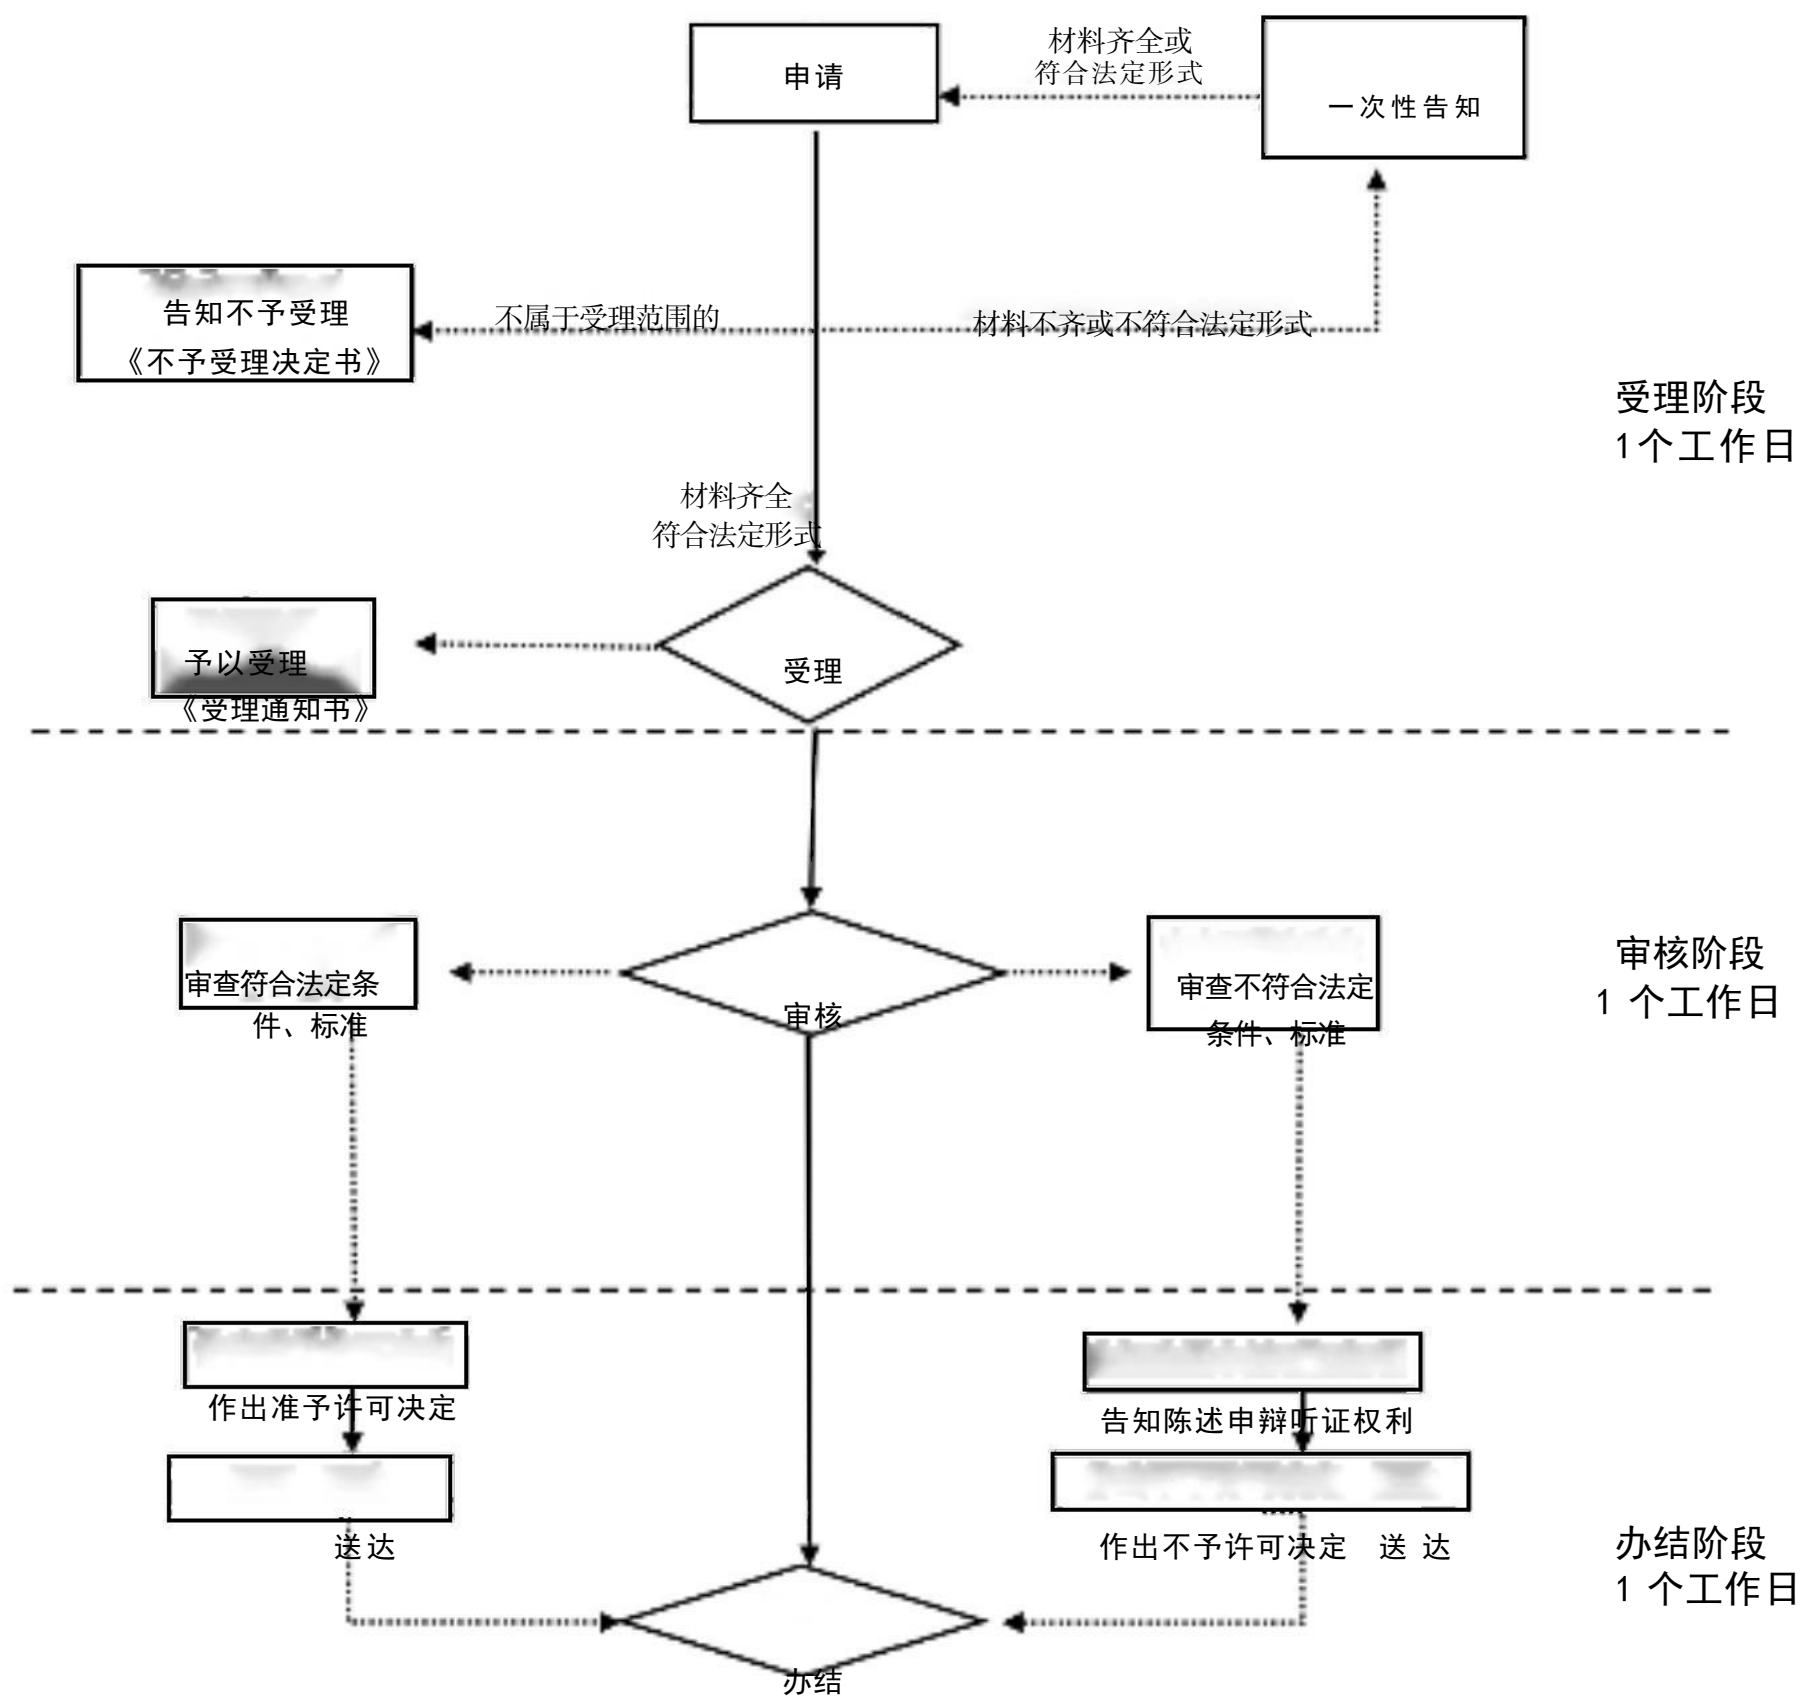 材料齐全或
符合法定形式
申请
一次性告知
告知不予受理
《不予受理决定书》
不属于受理范围的
材料不齐或不符合法定形式
受理阶段
1个工作日
材料齐全
符合法定形式
予以受理
《受理通知书》
受理
审查符合法定条
件、标准
审核
审查不符合法定
条件、标准
审核阶段
1 个工作日
作出准予许可决定
告知陈述申辩听证权利
送达
作出不予许可决定 送 达
办结阶段
1 个工作日
办结